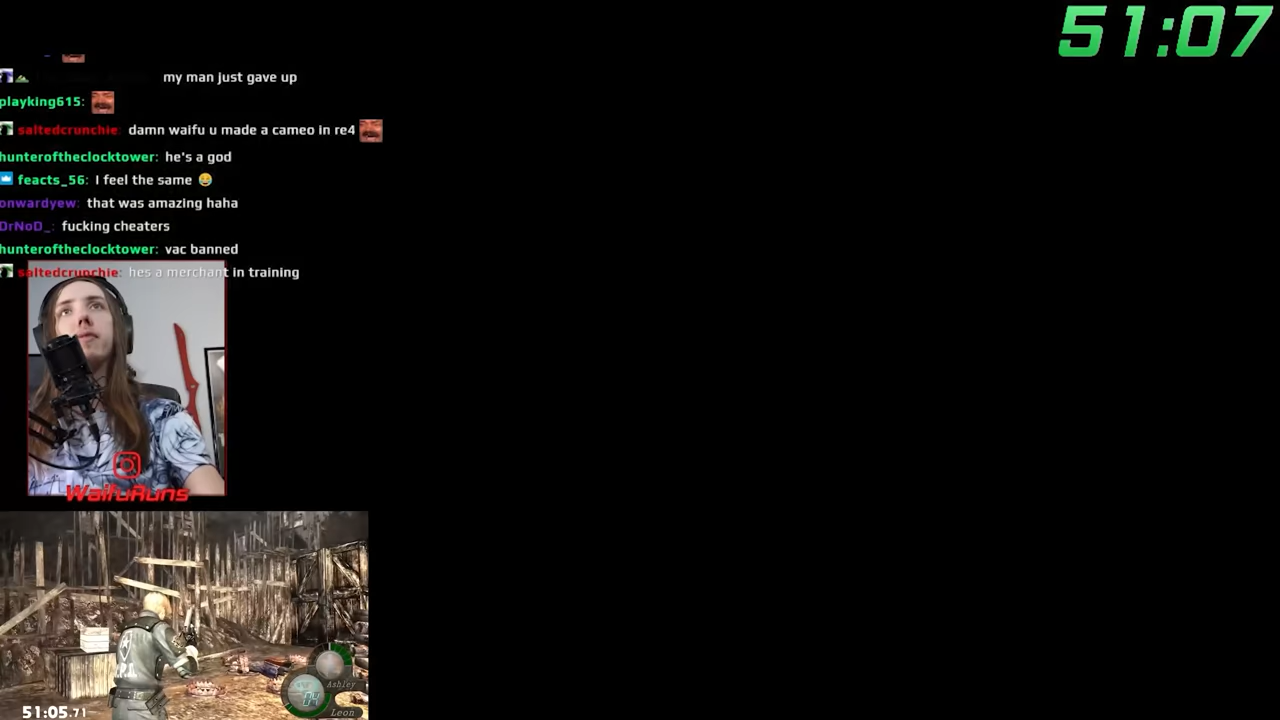 51:07
my man just gave up
playking615:
saltedcrunchie: damn waifu u made a cameo in re4
hunteroftheclocktower: he's a god
feacts_56: I feel the same 😂
onwardyew: that was amazing haha
DrNoD_: fucking cheaters
hunteroftheclocktower: vac banned
saltedcrunchie: hes a merchant in training
WaifuRuns
R.P.D.
Ashley
04
Leon
51:05.71